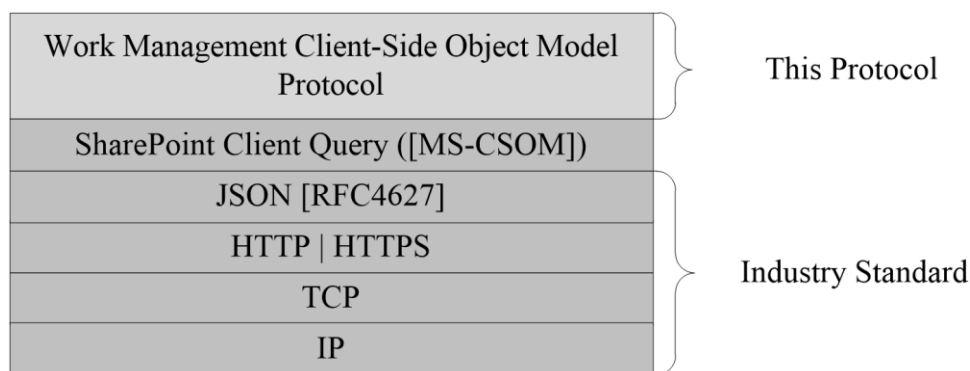 Work Management Client-Side Object Model
Protocol
This Protocol
SharePoint Client Query ([MS-CSOM])
JSON [RFC4627]
HTTP | HTTPS
Industry Standard
TCP
IP